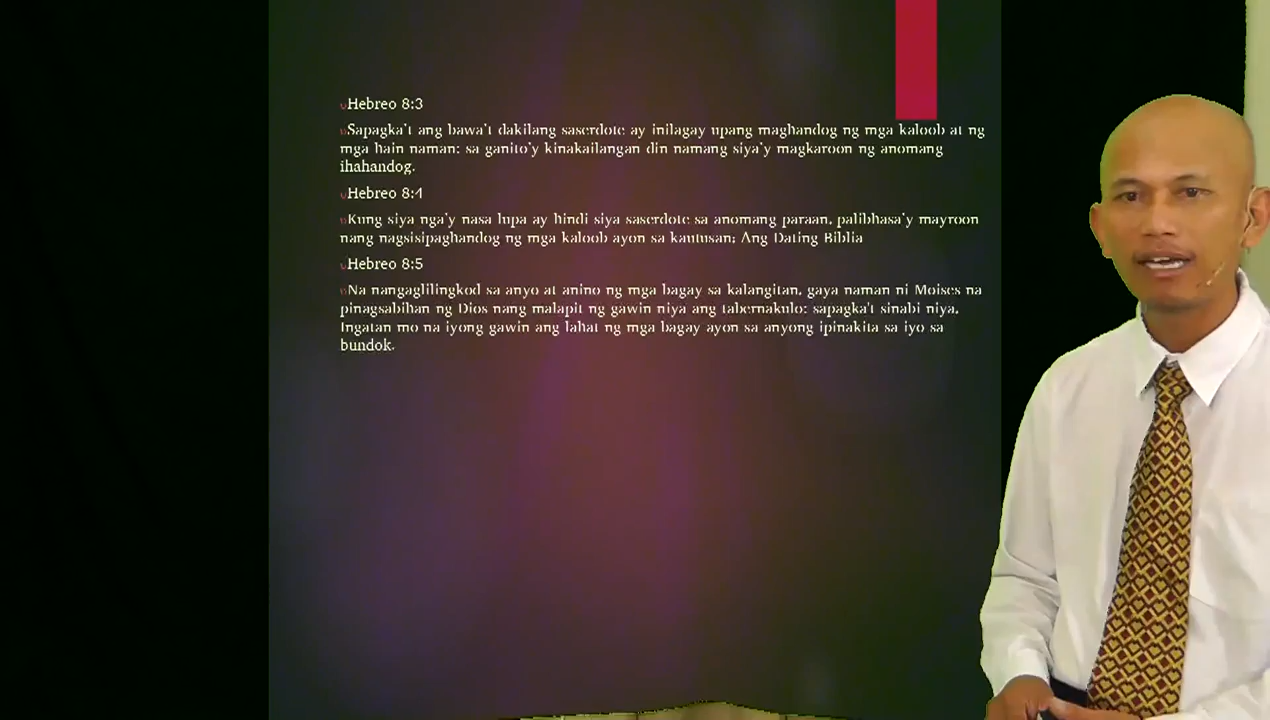 Hebreo 8:3
Sapagka't ang bawa't dakilang saserdote ay inilagay upang maghandog ng mga kaloob at ng
mga hain naman: sa ganito'y kinakailangan din namang siya'y magkaroon ng anomang
ihahandog.
Hebreo 8:4
Kung siya nga'y nasa lupa ay hindi siya saserdote sa anomang paraan, palibhasa'y mayroon
nang nagsisipaghandog ng mga kaloob ayon sa kautusan; Ang Dating Biblia
Hebreo 8:5
Na nangaglilingkod sa anyo at anino ng mga bagay sa kalangitan, gaya naman ni Moises na
pinagsabihan ng Dios nang malapit ng gawin niya ang tabernakulo: sapagka't sinabi niya,
Ingatan mo na iyong gawin ang lahat ng mga bagay ayon sa anyong ipinakita sa iyo sa
bundok.